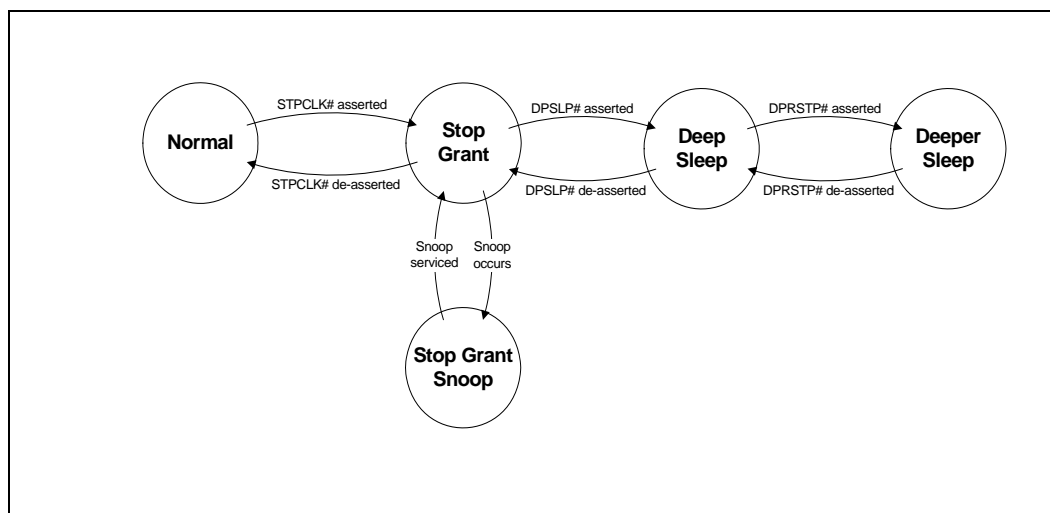 STPCLK# asserted
DPSLP# asserted
DPRSTP# asserted
Normal
Stop
Grant
Deep
Sleep
Deeper
Sleep
STPCLK# de-asserted
DPSLP# de-asserted
DPRSTP# de-asserted
Snoop
serviced
Snoop
occurs
Stop Grant
Snoop